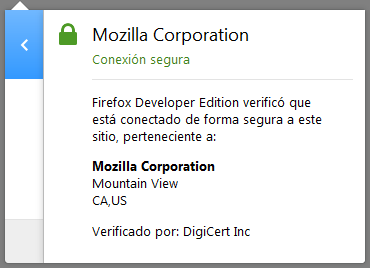 Mozilla Corporation
Conexión segura
Firefox Developer Edition verificó que
está conectado de forma segura a este
sitio, perteneciente a:
Mozilla Corporation
Mountain View
CA,US
Verificado por: DigiCert Inc